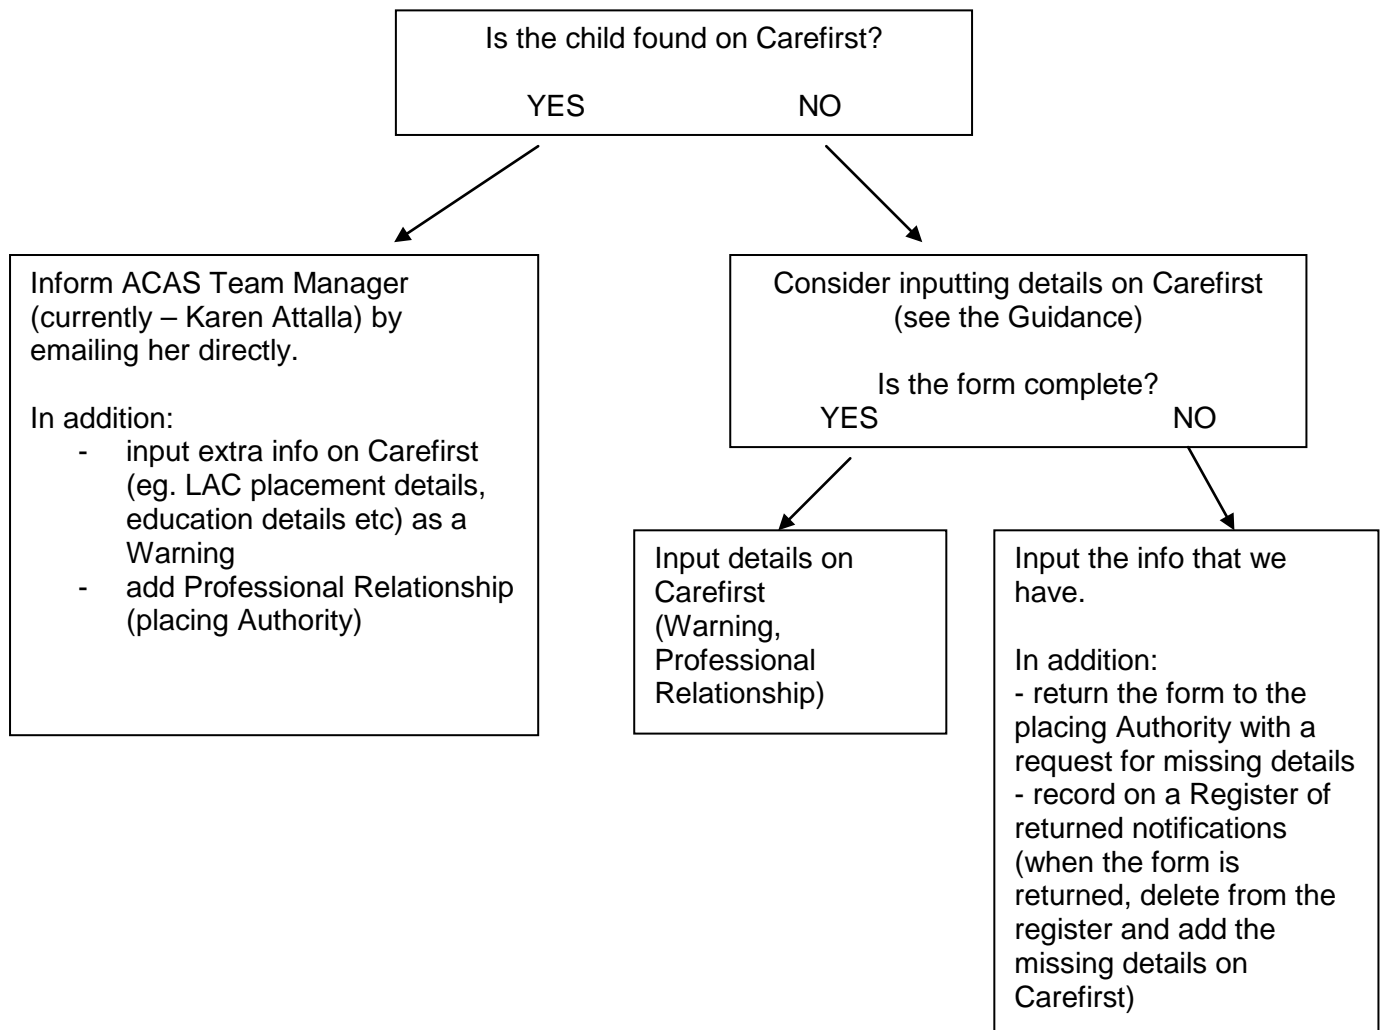 Is the child found on Carefirst?
YES NO
Inform ACAS Team Manager
(currently – Karen Attalla) by
emailing her directly.
In addition:
- input extra info on Carefirst
(eg. LAC placement details,
education details etc) as a
Warning
- add Professional Relationship
(placing Authority)
Consider inputting details on Carefirst
(see the Guidance)
Is the form complete?
YES NO
Input details on
Carefirst
(Warning,
Professional
Relationship)
Input the info that we
have.
In addition:
- return the form to the
placing Authority with a
request for missing details
- record on a Register of
returned notifications
(when the form is
returned, delete from the
register and add the
missing details on
Carefirst)